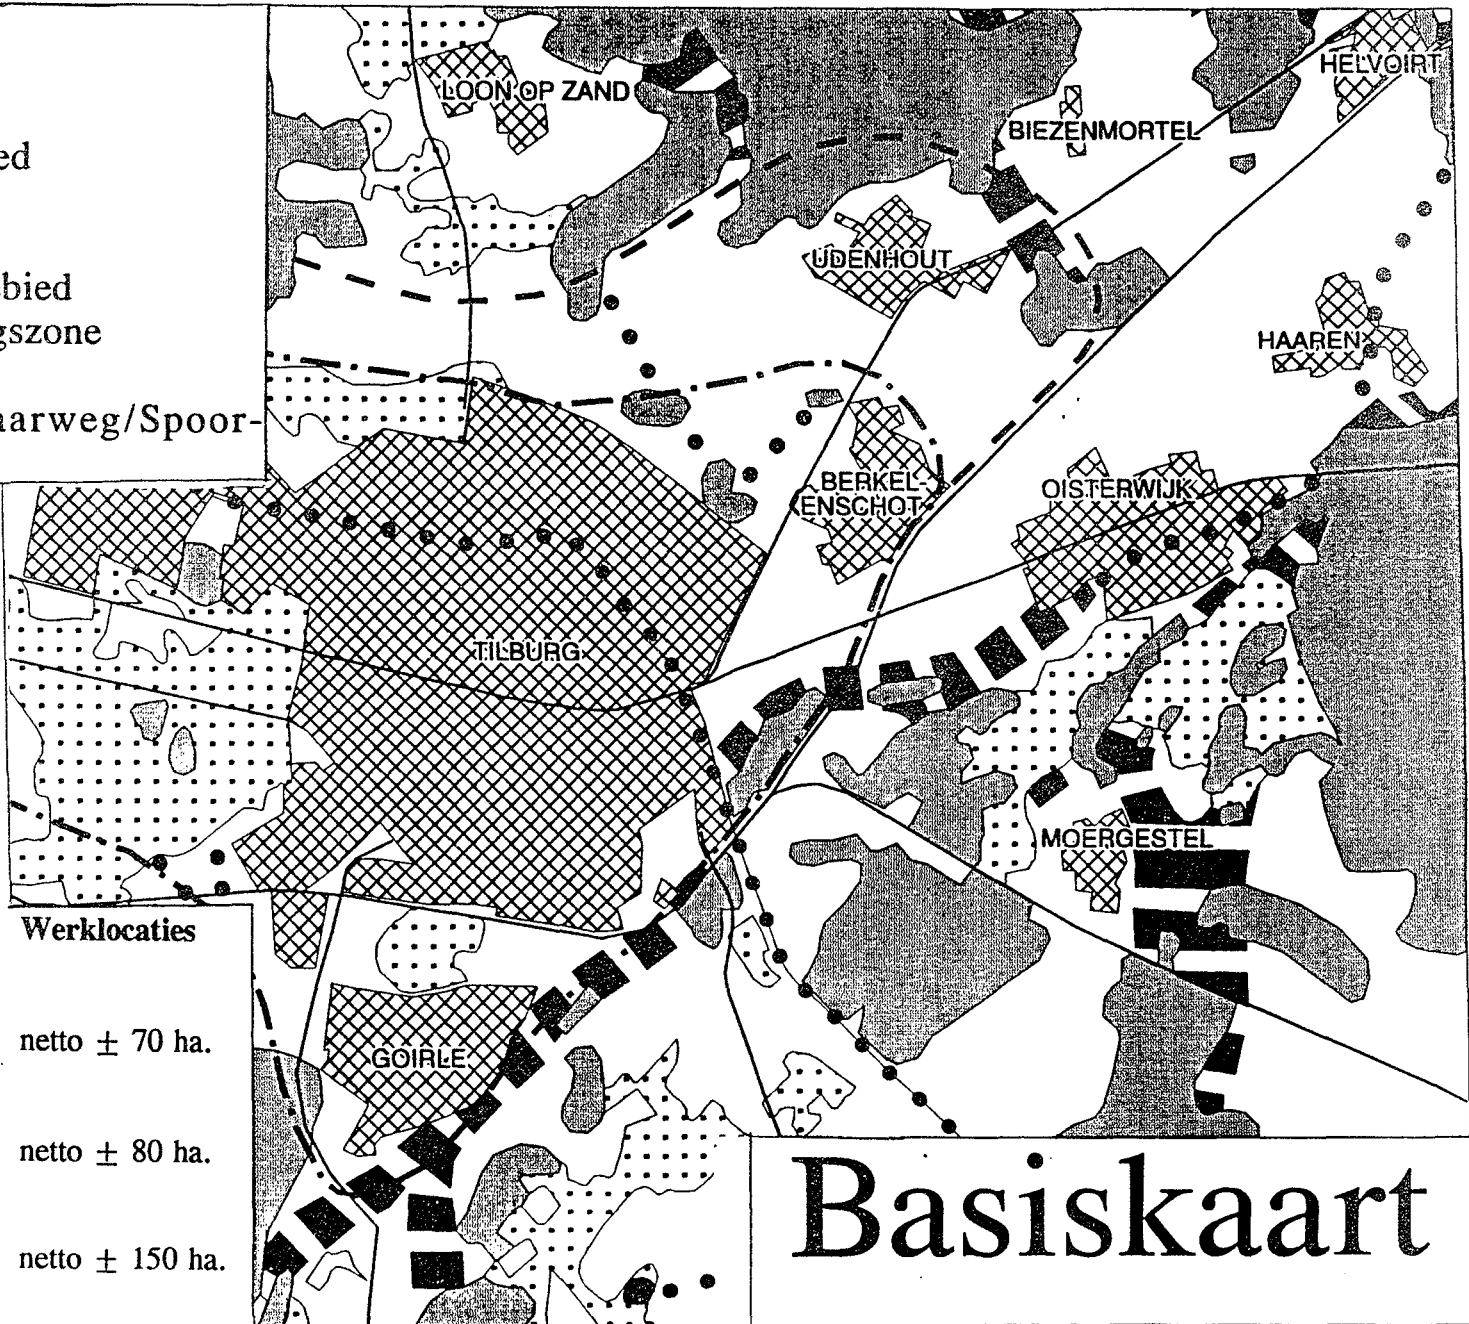 ed
bied
gszone
aarweg/Spoor-
LOON OP ZAND
HELVOIRT
BIEZENMORTEL
UDENHOUT
HAAREN
BERKEL-
ENSCHOT
OISTERWIJK
TILBURG
MOERGESTEL
GOIRLE
Werklocaties
netto ± 70 ha.
netto ± 80 ha.
netto ± 150 ha.
Basiskaart